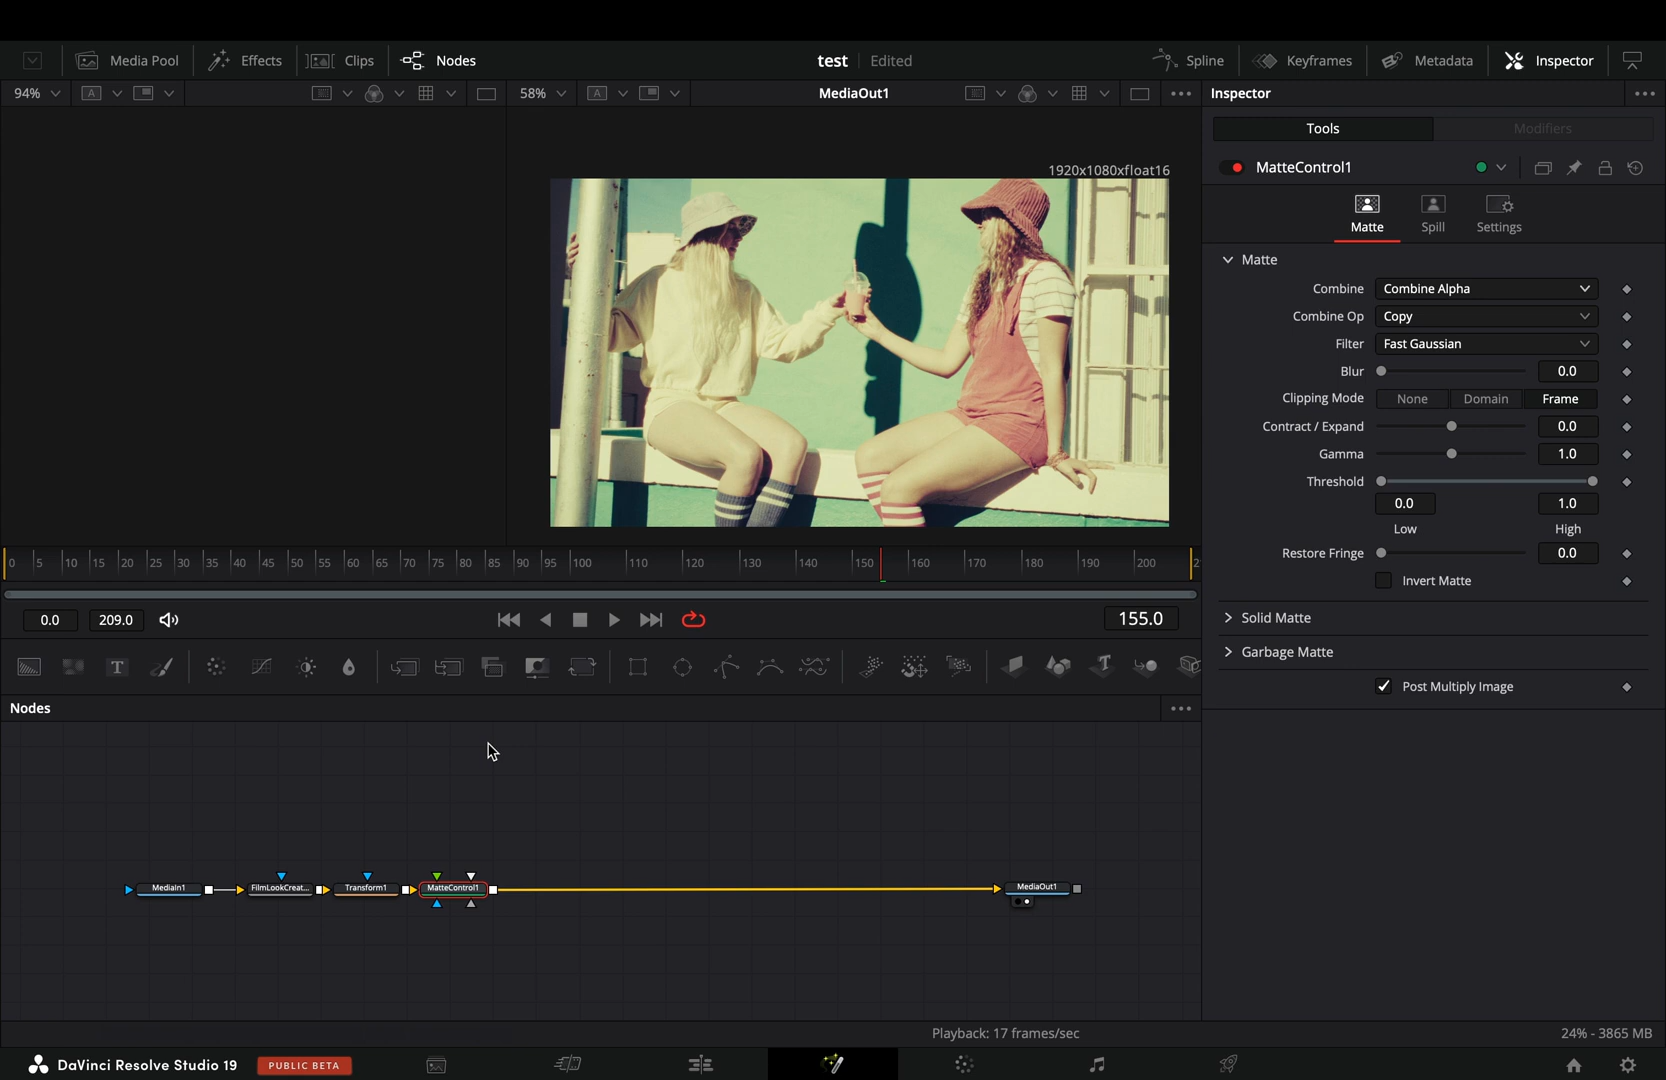 Media Pool
Effects
Clips
Nodes
test
Edited
Spline
Keyframes
Metadata
Inspector
94%
A
58%
A
MediaOut1
Inspector
Tools
Modifiers
MatteControl1
Matte
Spill
Settings
1920x1080xfloat16
Matte
Combine
Combine Alpha
Combine Op
Copy
Filter
Fast Gaussian
Blur
0.0
Clipping Mode
None
Domain
Frame
Contract / Expand
0.0
Gamma
1.0
Threshold
0.0
1.0
Low
High
Restore Fringe
0.0
Invert Matte
Solid Matte
Garbage Matte
Post Multiply Image
0 5 10 15 20 25 30 35 40 45 50 55 60 65 70 75 80 85 90 95 100 110 120 130 140 150 160 170 180 190 200 2
0.0
209.0
155.0
T
T
Nodes
MediaIn1
FilmLookCreat...
Transform1
MatteControl1
MediaOut1
Playback: 17 frames/sec
24% - 3865 MB
DaVinci Resolve Studio 19
PUBLIC BETA